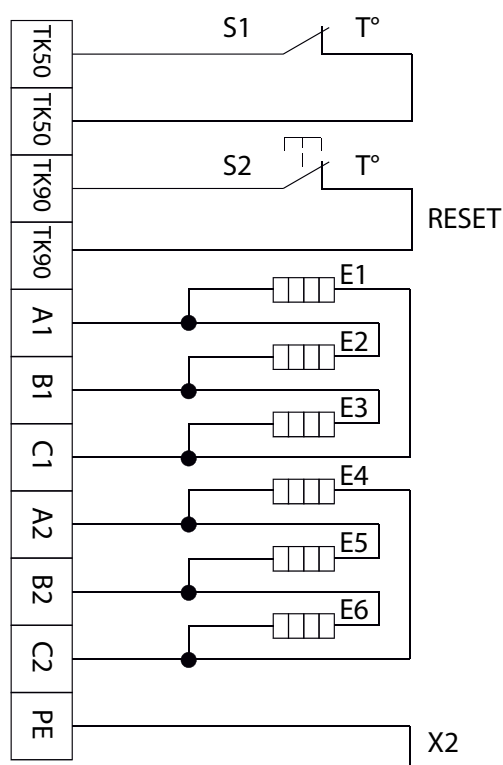 TK50
S1 T°
TK50
TK90
S2 T°
RESET
TK90
E1
A1
E2
B1
E3
C1
E4
A2
E5
B2
E6
C2
PE
X2